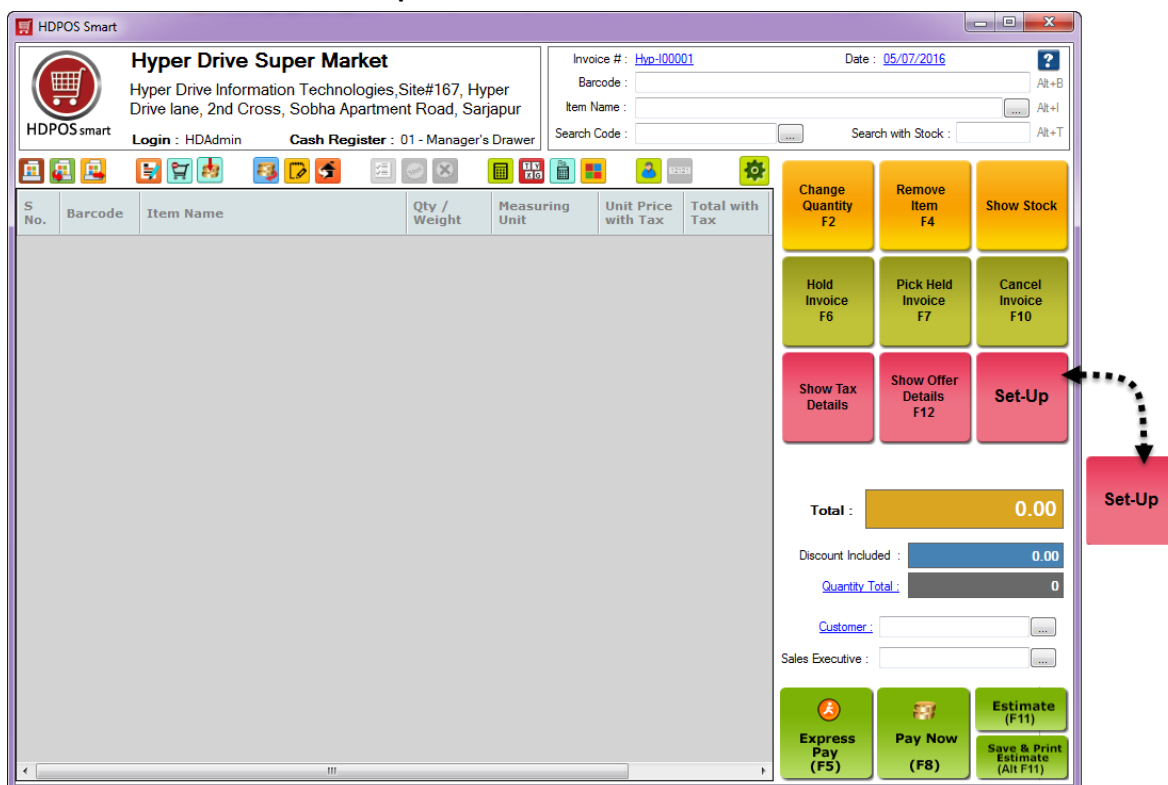 HDPOS Smart
Hyper Drive Super Market
Hyper Drive Information Technologies,Site#167, Hyper
Drive lane, 2nd Cross, Sobha Apartment Road, Sarjapur
Login : HDAdmin Cash Register : 01 - Manager's Drawer
HDPOS smart
Invoice # : Hyp-I00001 Date : 05/07/2016
Barcode : Alt+B
Item Name : ... Alt+I
Search Code : ... Search with Stock : Alt+T
S
No.
Barcode
Item Name
Qty /
Weight
Measuring
Unit
Unit Price
with Tax
Total with
Tax
Change
Quantity
F2
Remove
Item
F4
Show Stock
Hold
Invoice
F6
Pick Held
Invoice
F7
Cancel
Invoice
F10
Show Tax
Details
Show Offer
Details
F12
Set-Up
Set-Up
Total : 0.00
Discount Included : 0.00
Quantity Total : 0
Customer : ...
Sales Executive : ...
Express
Pay
(F5)
Pay Now
(F8)
Estimate
(F11)
Save & Print
Estimate
(Alt F11)